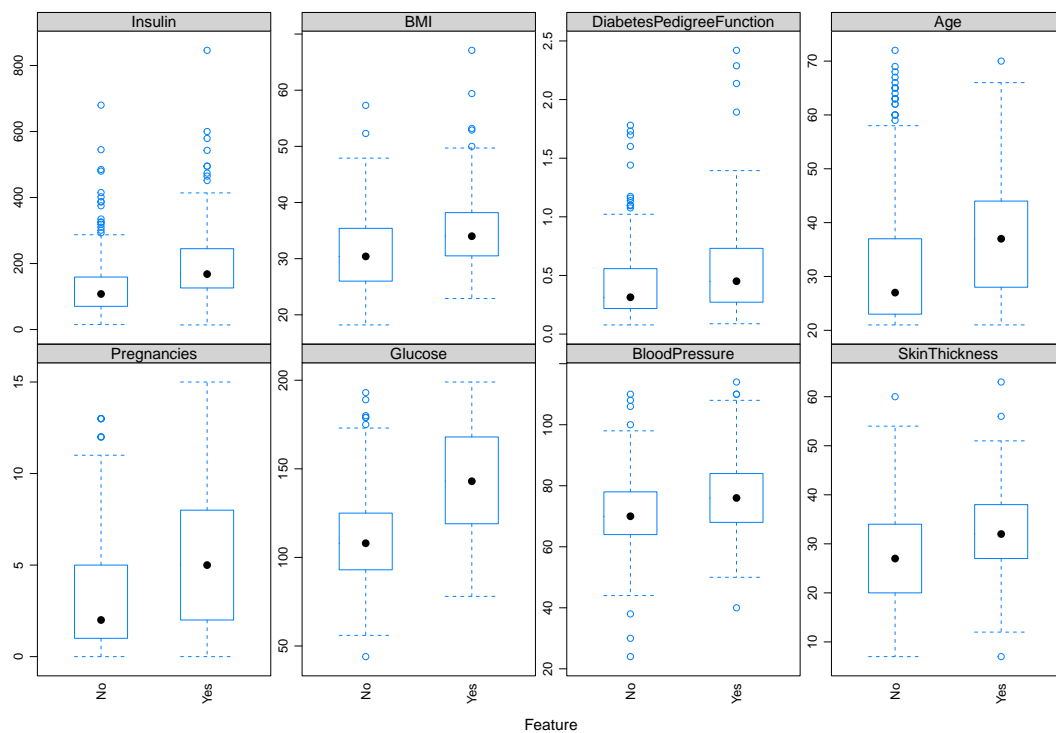 Insulin
BMI
DiabetesPedigreeFunction
Age
0
200
400
600
800
20
30
40
50
60
0.0
0.5
1.0
1.5
2.0
2.5
20
30
40
50
60
70
Pregnancies
Glucose
BloodPressure
SkinThickness
0
5
10
15
50
100
150
200
20
40
60
80
100
10
20
30
40
50
60
No
Yes
No
Yes
No
Yes
No
Yes
Feature